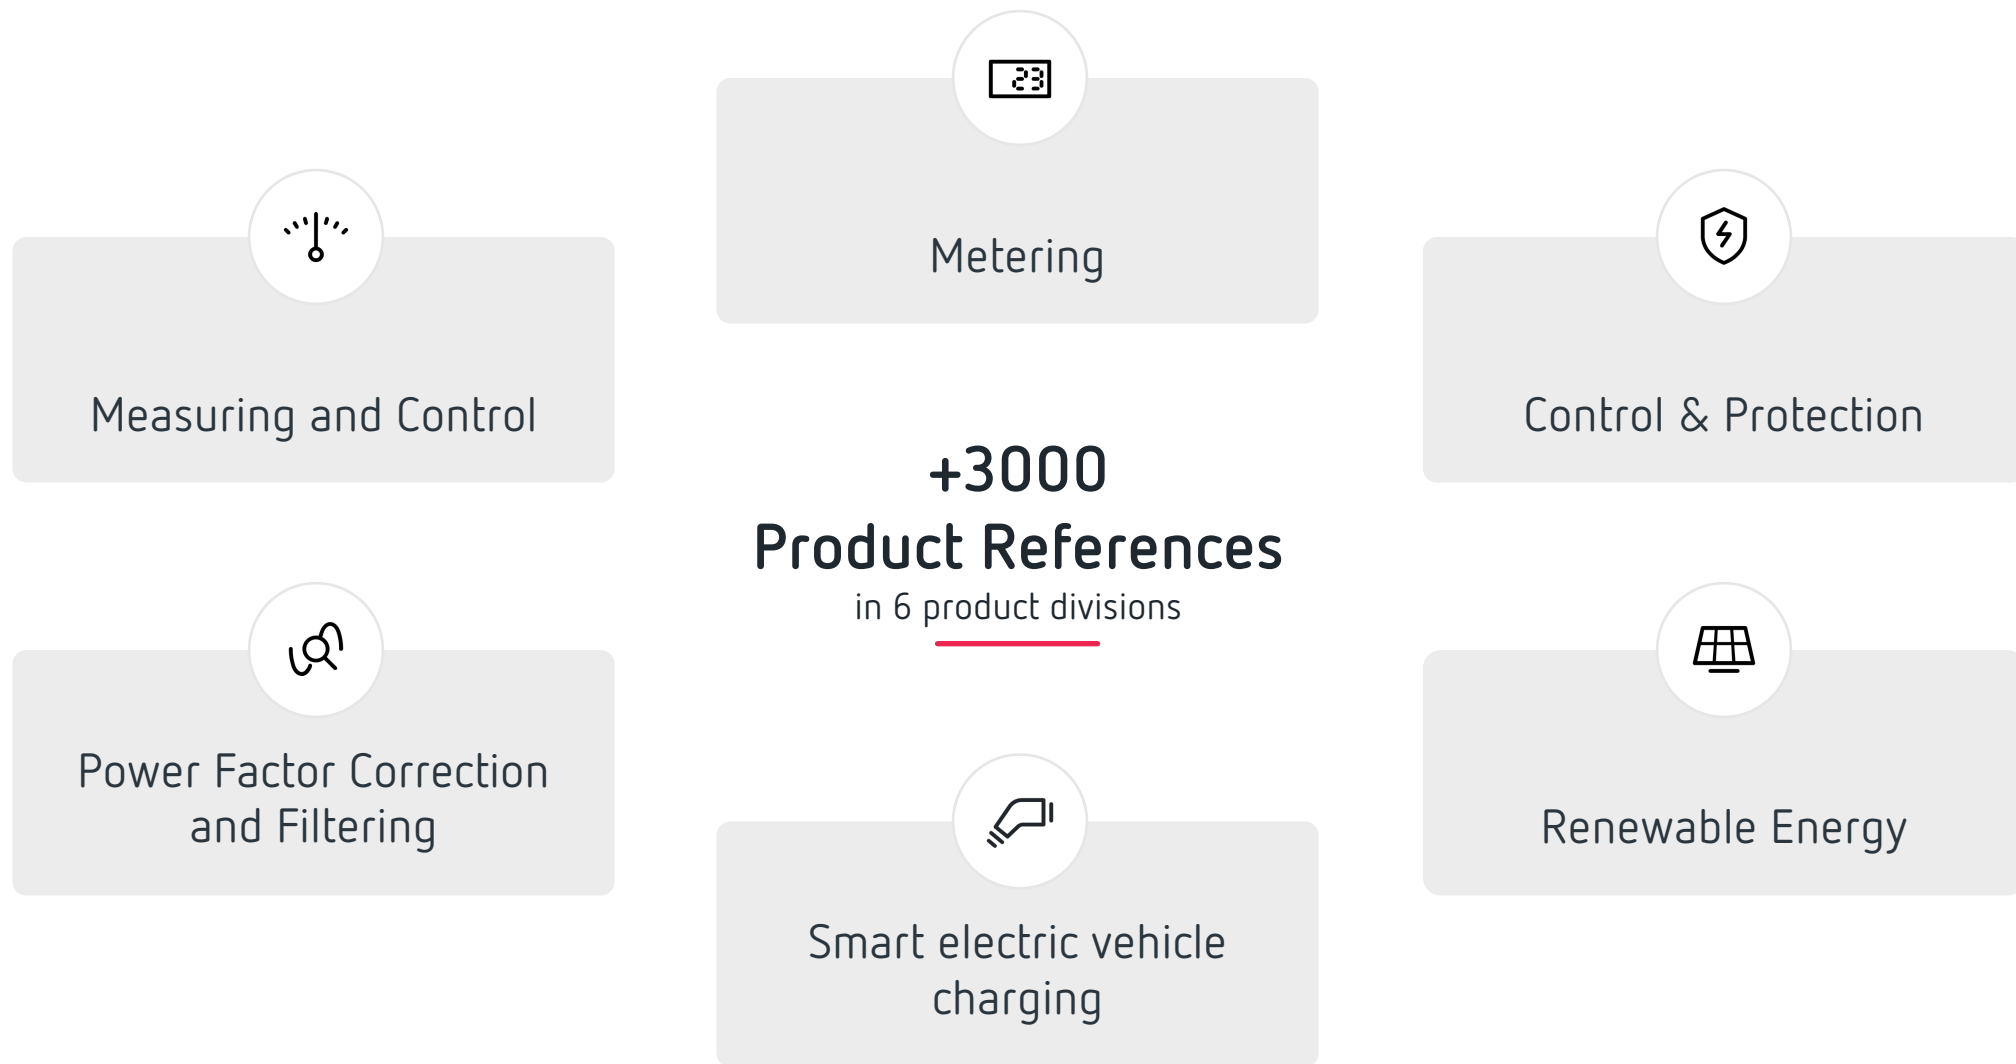 23
Metering
Measuring and Control
Control & Protection
+3000
Product References
in 6 product divisions
Power Factor Correction
and Filtering
Renewable Energy
Smart electric vehicle
charging